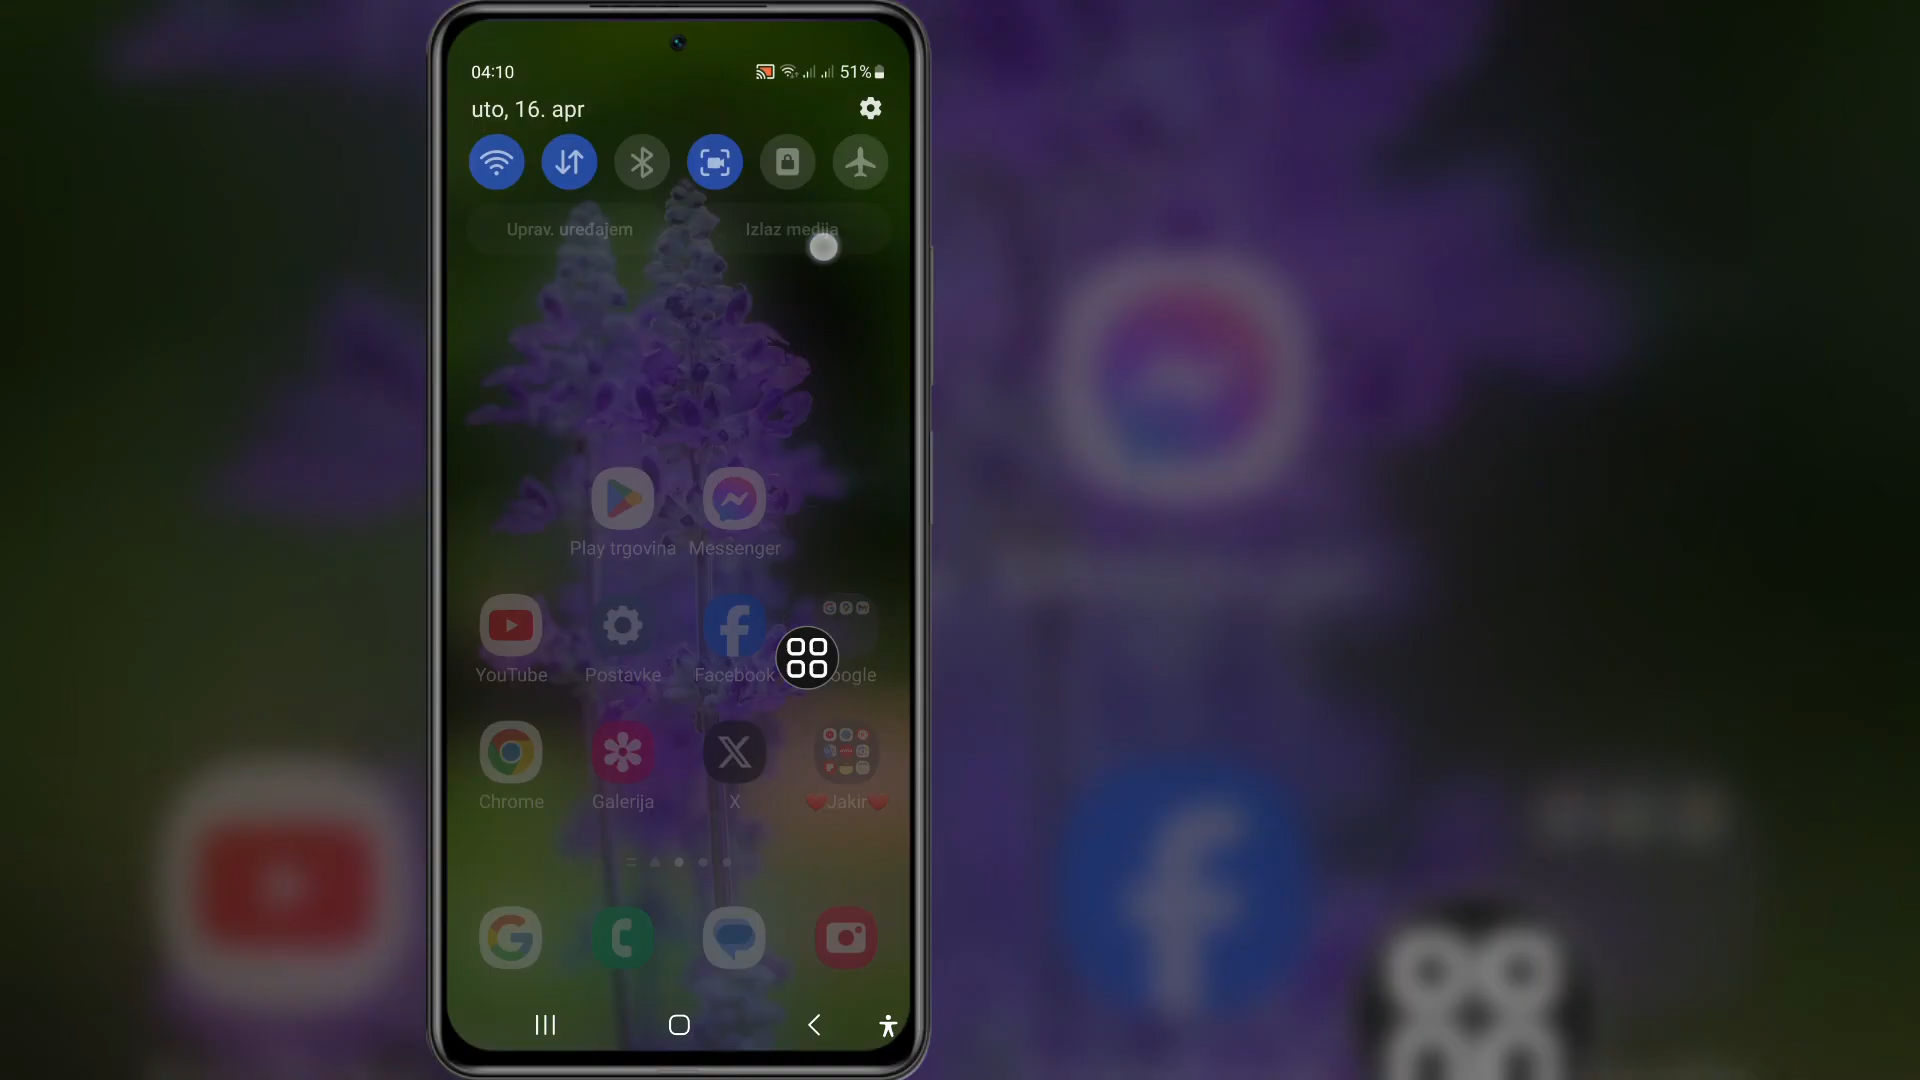 04:10
51%
uto, 16. apr
Uprav. uređajem
Izlaz medija
Play trgovina
Messenger
YouTube
Postavke
Facebook
oogle
Chrome
Galerija
X
❤️Jakir❤️